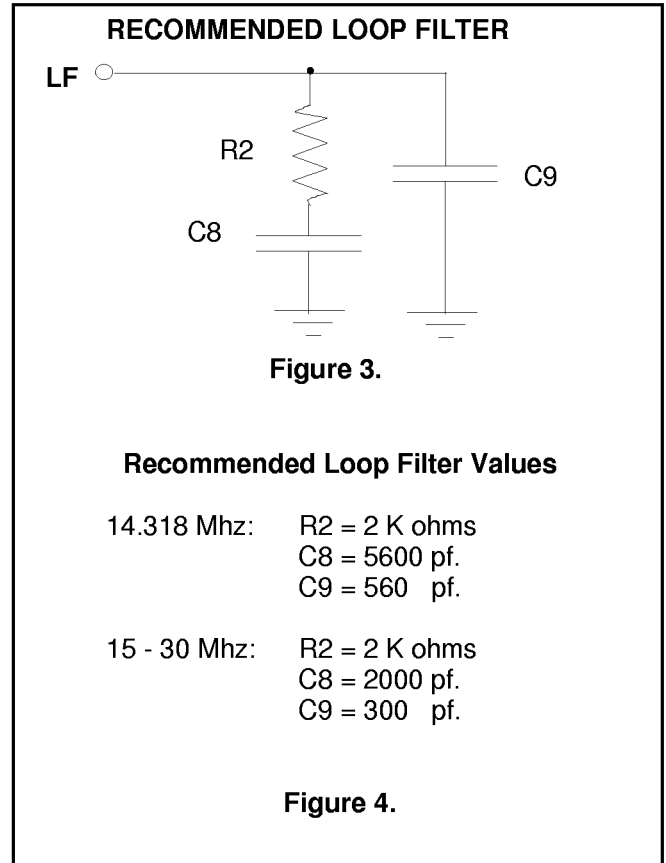 RECOMMENDED LOOP FILTER
LF
R2
C9
C8
Figure 3.
Recommended Loop Filter Values
14.318 Mhz: R2 = 2 K ohms
C8 = 5600 pf.
C9 = 560 pf.
15 - 30 Mhz: R2 = 2 K ohms
C8 = 2000 pf.
C9 = 300 pf.
Figure 4.